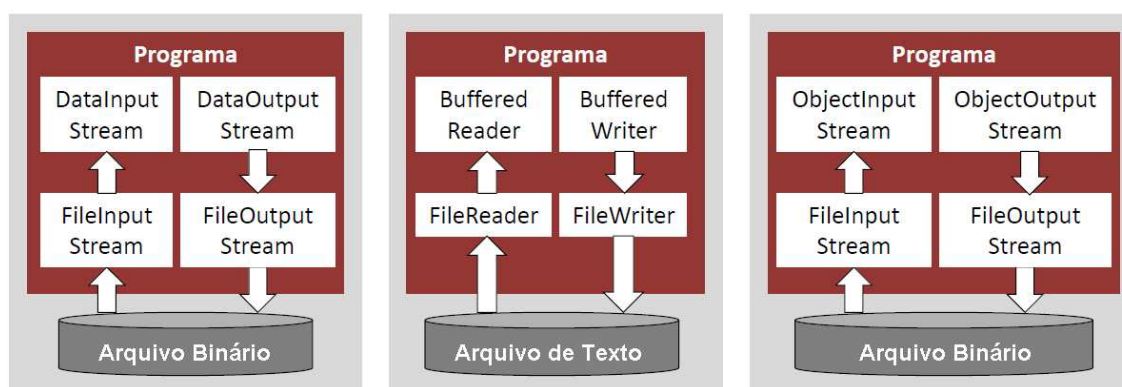 Programa
DataInput
Stream
DataOutput
Stream
FileInput
Stream
FileOutput
Stream
Arquivo Binário
Programa
Buffered
Reader
Buffered
Writer
FileReader
FileWriter
Arquivo de Texto
Programa
ObjectInput
Stream
ObjectOutput
Stream
FileInput
Stream
FileOutput
Stream
Arquivo Binário